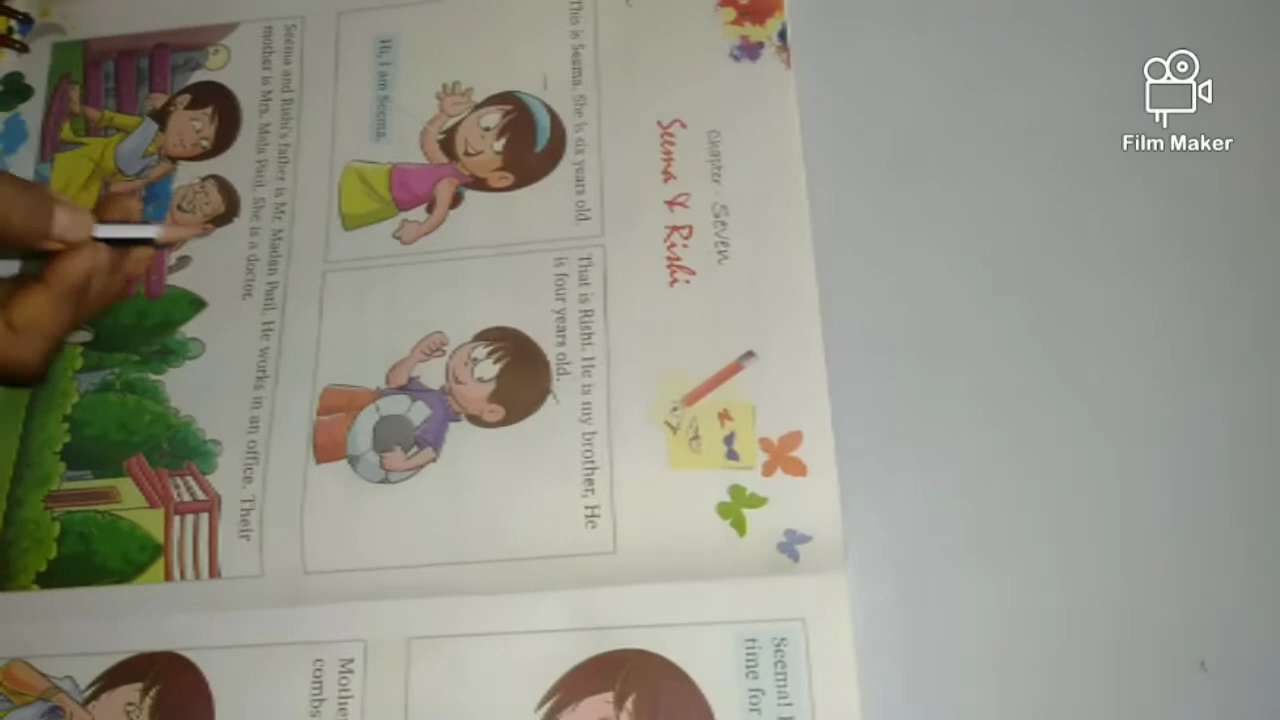 Chapter - Seven
Seema & Rishi
This is Seema. She is six years old.
Hi, I am Seema.
That is Rishi. He is my brother. He
is four years old.
Seema and Rishi's father is Mr. Madan Patil. He works in an office. Their
mother is Mrs. Mala Patil. She is a doctor.
Seema!
time for
Mother
combs
Film Maker